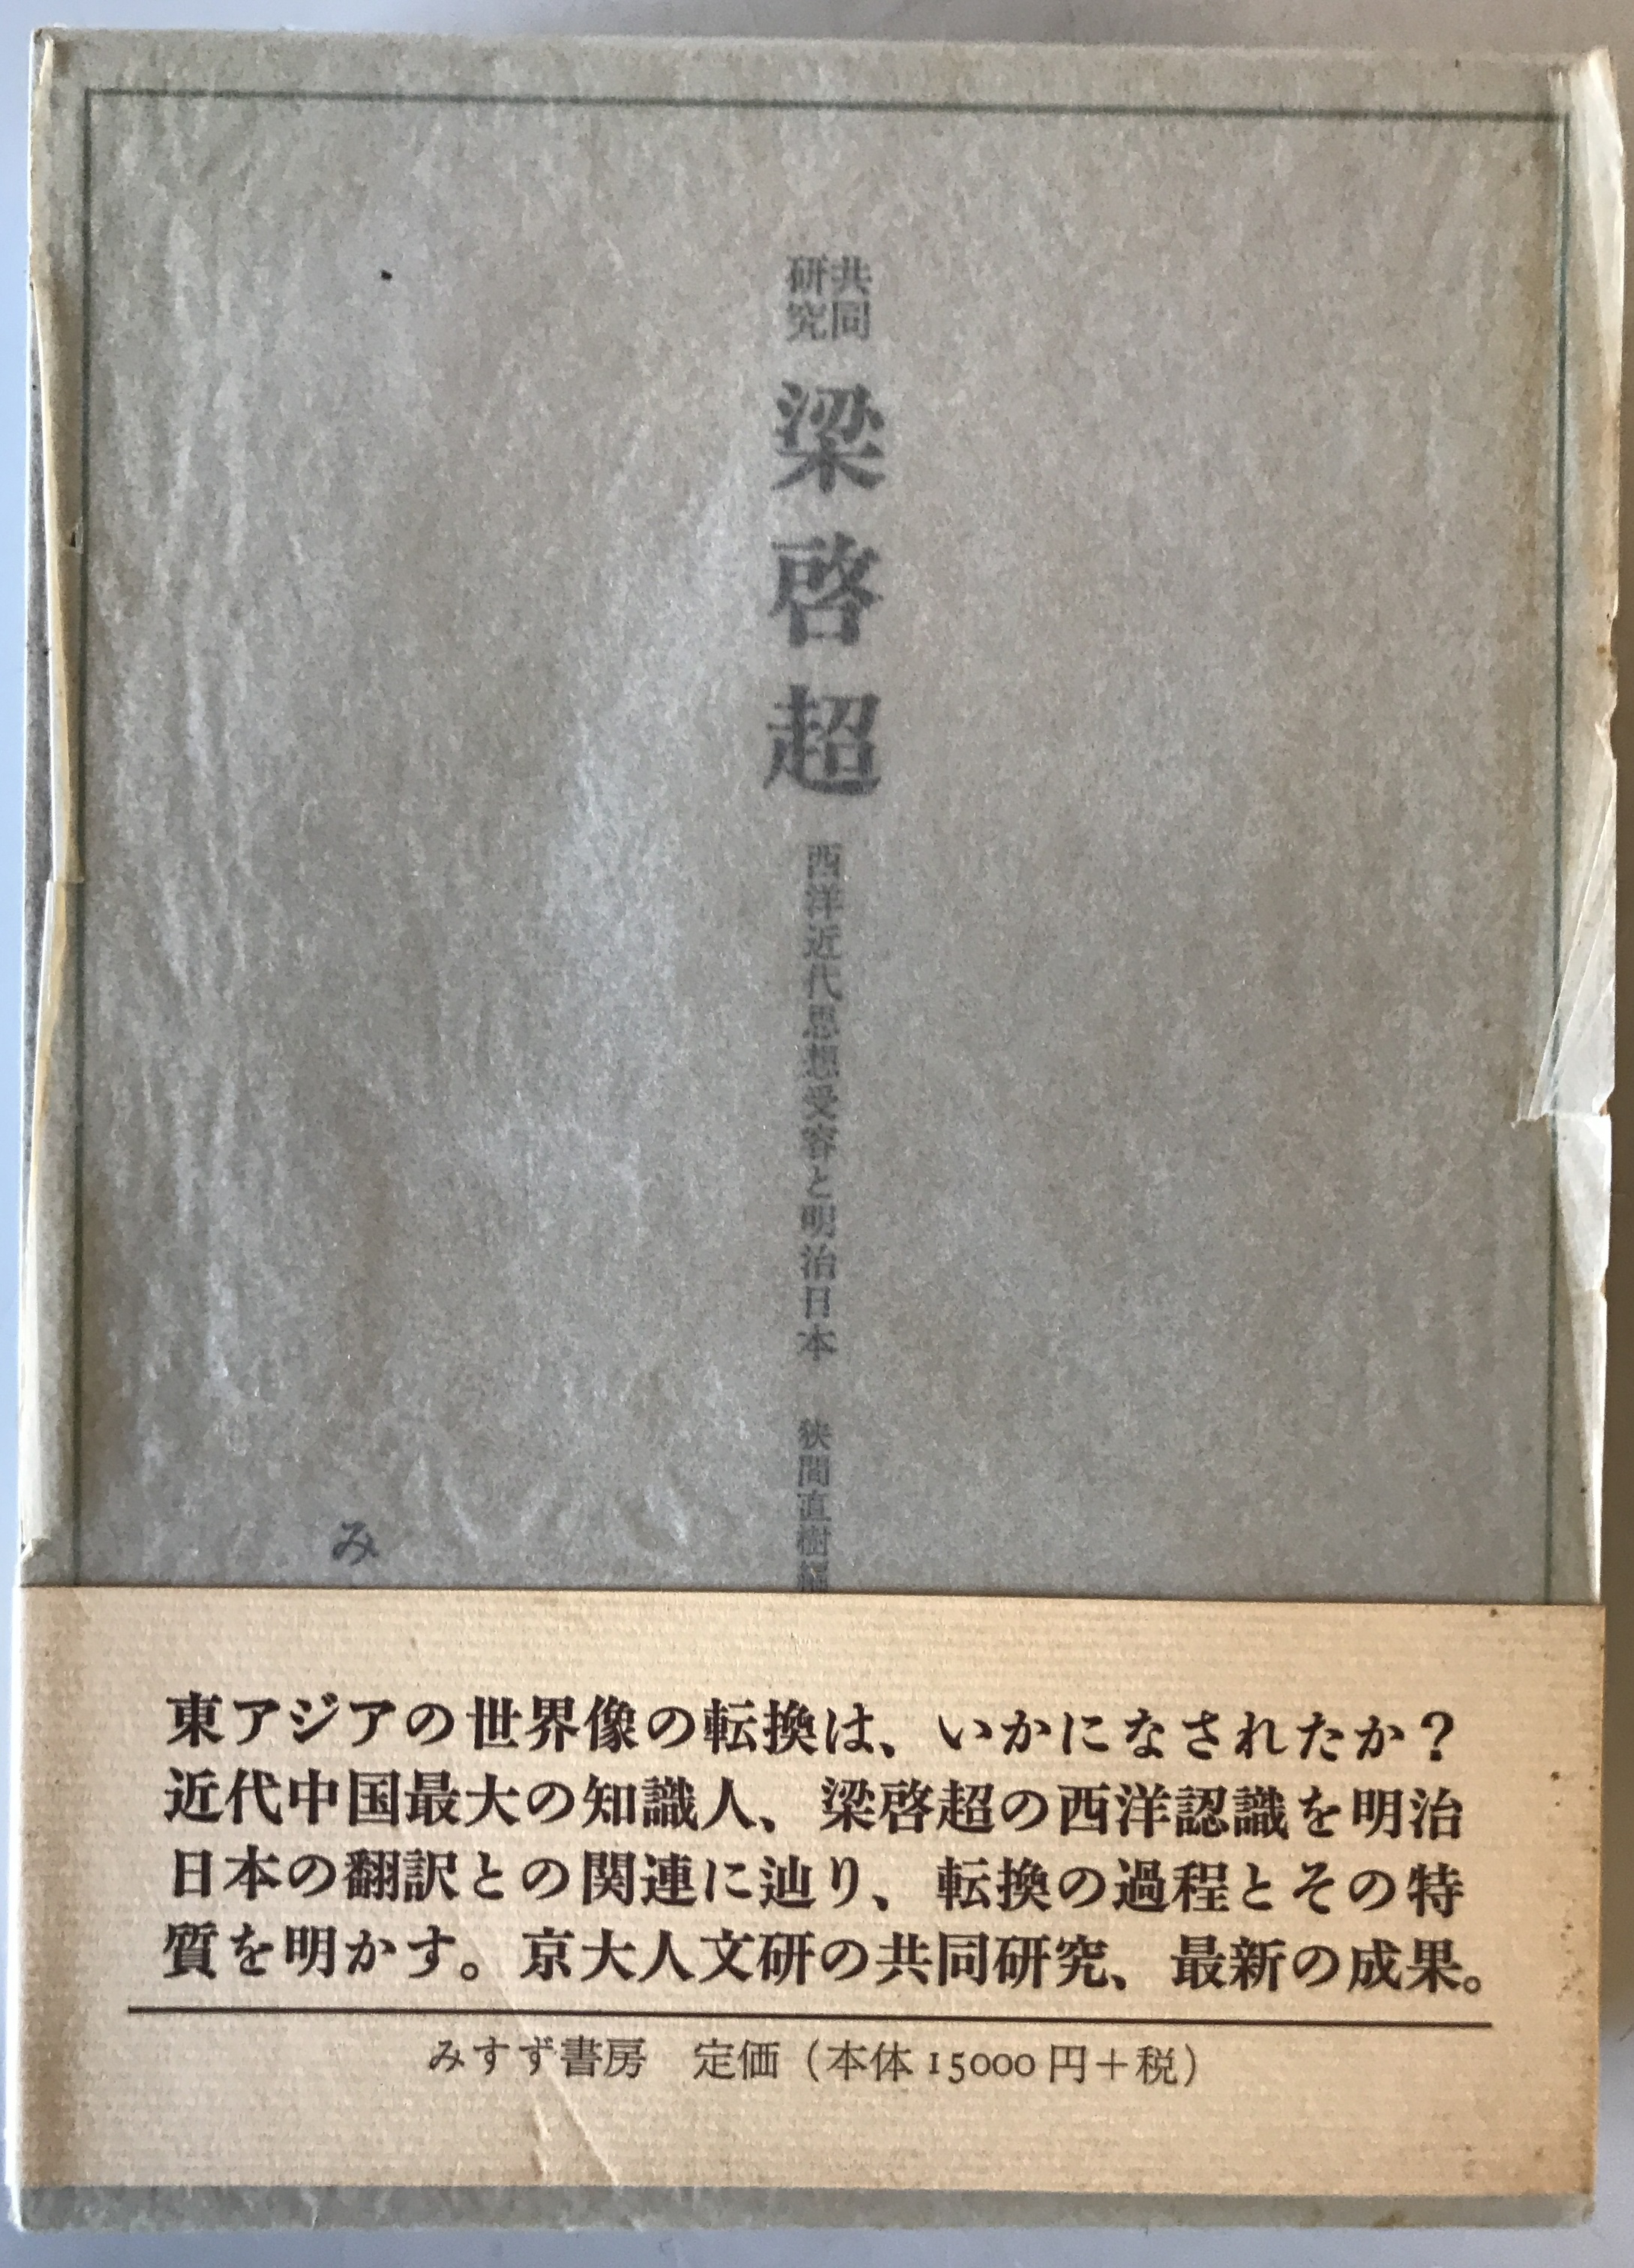 共同
研究
梁啓超
西洋近代思想受容と明治日本
狭間直樹編
み
東アジアの世界像の転換は、いかになされたか？
近代中国最大の知識人、梁啓超の西洋認識を明治
日本の翻訳との関連に辿り、転換の過程とその特
質を明かす。京大人文研の共同研究、最新の成果。
みすず書房　定価（本体15000円＋税）